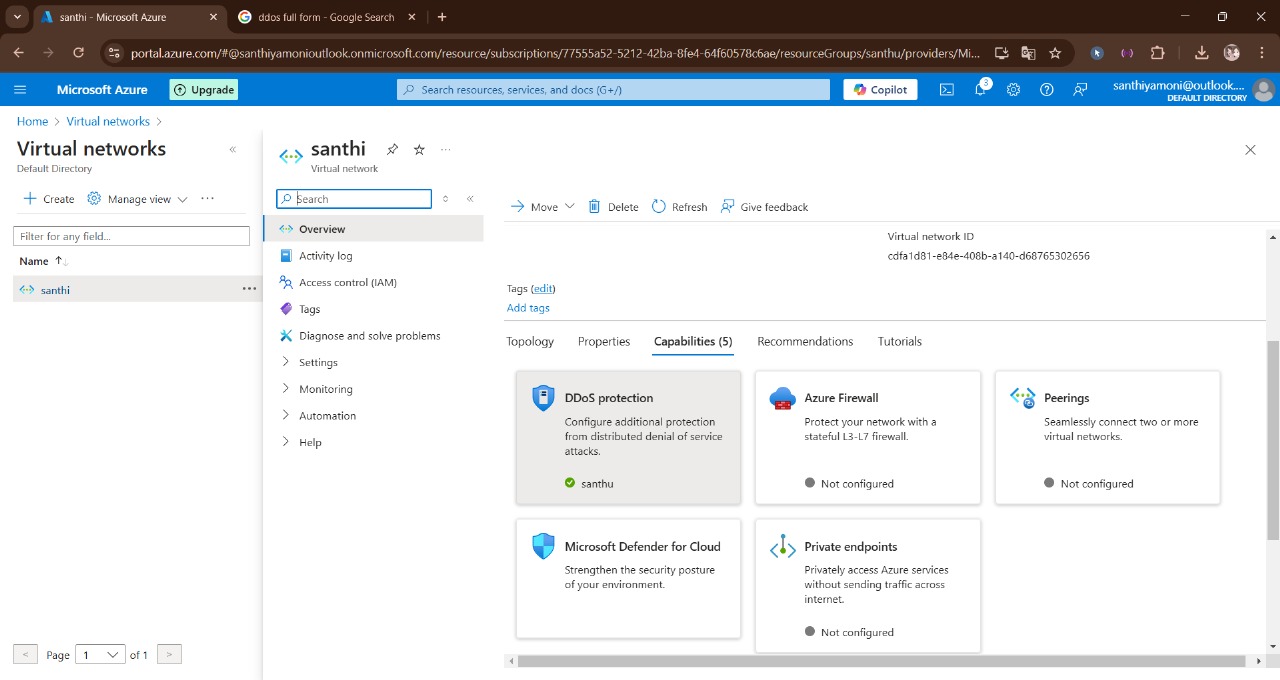 santhi - Microsoft Azure
ddos full form - Google Search
portal.azure.com/#@santhiyamonioutlook.onmicrosoft.com/resource/subscriptions/77555a52-5212-42ba-8fe4-64f60578c6ae/resourceGroups/santhu/providers/Mi...
Microsoft Azure
Upgrade
Search resources, services, and docs (G+/)
Copilot
3
santhiyamoni@outlook....
DEFAULT DIRECTORY
Home > Virtual networks >
Virtual networks
Default Directory
Create
Manage view
Filter for any field...
Name
santhi
Page 1 of 1
santhi
Virtual network
Search
Overview
Activity log
Access control (IAM)
Tags
Diagnose and solve problems
Settings
Monitoring
Automation
Help
Move
Delete
Refresh
Give feedback
Virtual network ID
cdfa1d81-e84e-408b-a140-d68765302656
Tags (edit)
Add tags
Topology
Properties
Capabilities (5)
Recommendations
Tutorials
DDoS protection
Configure additional protection
from distributed denial of service
attacks.
santhu
Azure Firewall
Protect your network with a
stateful L3-L7 firewall.
Not configured
Peerings
Seamlessly connect two or more
virtual networks.
Not configured
Microsoft Defender for Cloud
Strengthen the security posture
of your environment.
Private endpoints
Privately access Azure services
without sending traffic across
internet.
Not configured